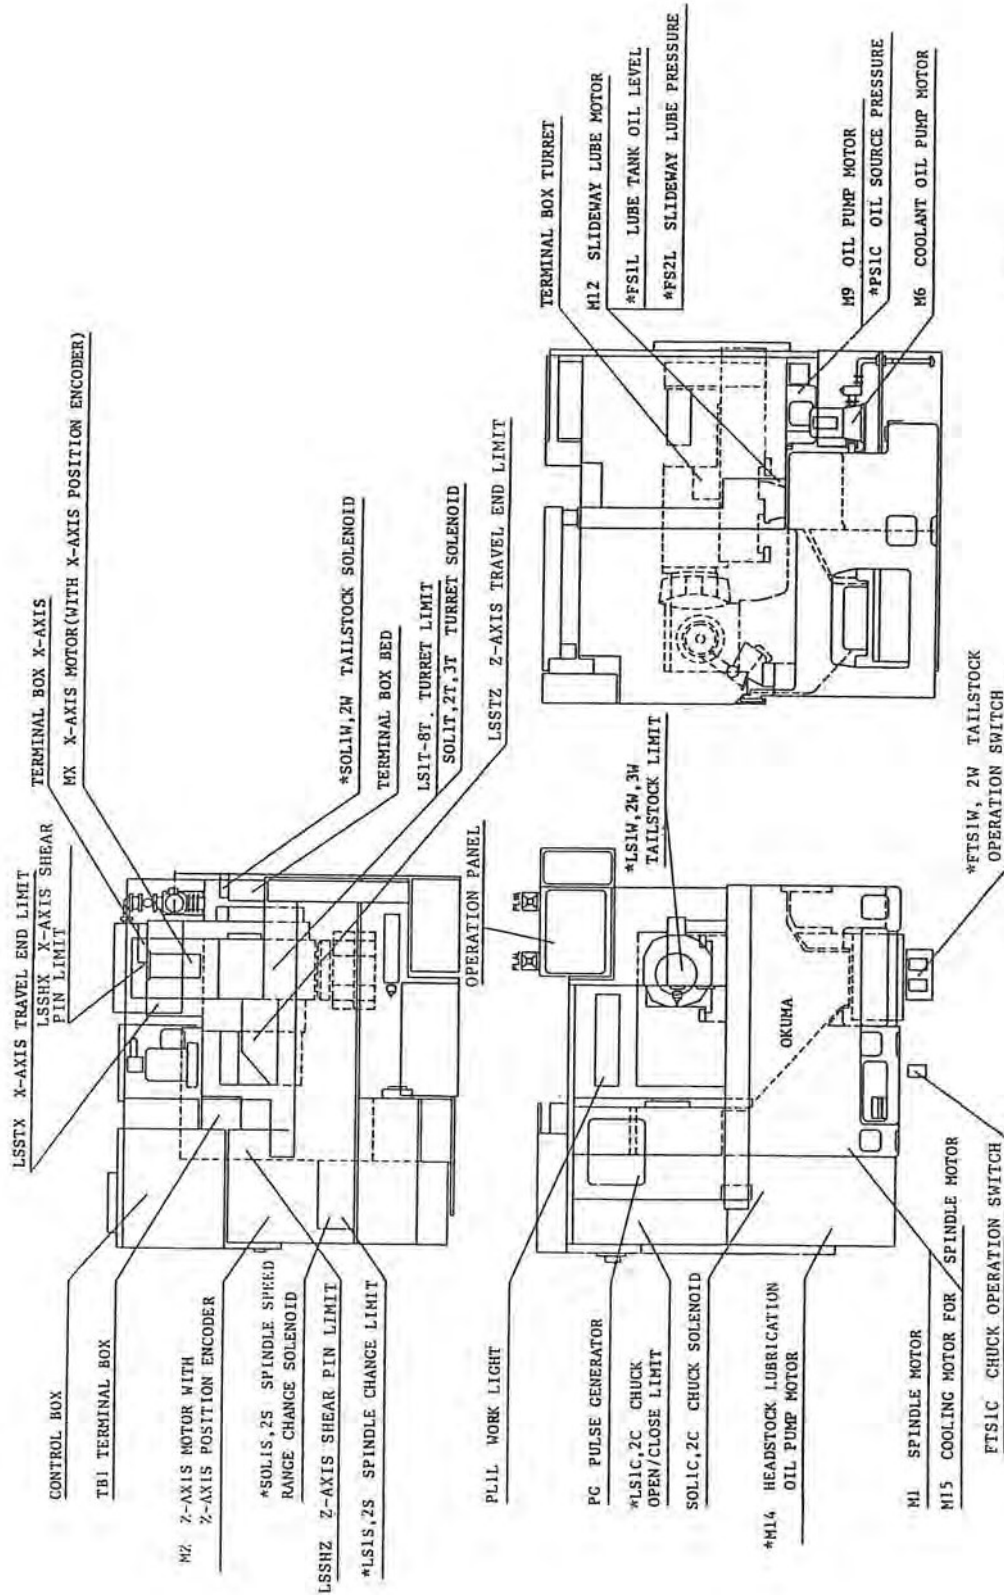 CONTROL BOX
TB1 TERMINAL BOX
MZ Z-AXIS MOTOR WITH
Z-AXIS POSITION ENCODER
*SOL1S,2S SPINDLE SPEED
RANGE CHANGE SOLENOID
LSSHZ Z-AXIS SHEAR PIN LIMIT
*LS1S,2S SPINDLE CHANGE LIMIT
LSSTX X-AXIS TRAVEL END LIMIT
LSSHX X-AXIS SHEAR
PIN LIMIT
TERMINAL BOX X-AXIS
MX X-AXIS MOTOR(WITH X-AXIS POSITION ENCODER)
*SOL1W,2W TAILSTOCK SOLENOID
TERMINAL BOX BED
LS1T-8T. TURRET LIMIT
SOL1T,2T,3T TURRET SOLENOID
LSSTZ Z-AXIS TRAVEL END LIMIT
PL1L WORK LIGHT
PG PULSE GENERATOR
*LS1C,2C CHUCK
OPEN/CLOSE LIMIT
SOL1C,2C CHUCK SOLENOID
*M14 HEADSTOCK LUBRICATION
OIL PUMP MOTOR
M1 SPINDLE MOTOR
M15 COOLING MOTOR FOR SPINDLE MOTOR
FTS1C CHUCK OPERATION SWITCH
OPERATION PANEL
OKUMA
*LS1W,2W,3W
TAILSTOCK LIMIT
*FTS1W, 2W TAILSTOCK
OPERATION SWITCH
TERMINAL BOX TURRET
M12 SLIDEWAY LUBE MOTOR
*FS1L LUBE TANK OIL LEVEL
*FS2L SLIDEWAY LUBE PRESSURE
M9 OIL PUMP MOTOR
*PS1C OIL SOURCE PRESSURE
M6 COOLANT OIL PUMP MOTOR